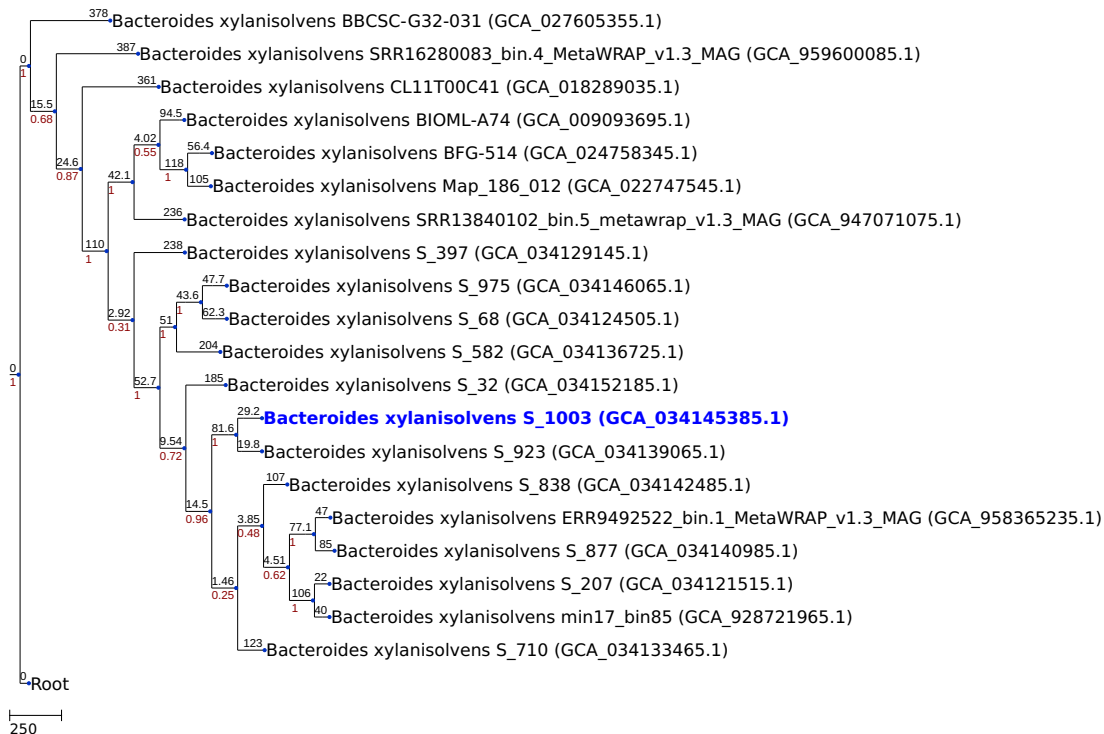 378 Bacteroides xylanisolvens BBCSC-G32-031 (GCA_027605355.1)
387 Bacteroides xylanisolvens SRR16280083_bin.4_MetaWRAP_v1.3_MAG (GCA_959600085.1)
0
1
361 Bacteroides xylanisolvens CL11T00C41 (GCA_018289035.1)
15.5
0.68
94.5 Bacteroides xylanisolvens BIOML-A74 (GCA_009093695.1)
4.02
0.55
56.4 Bacteroides xylanisolvens BFG-514 (GCA_024758345.1)
24.6
0.87
118
1
105 Bacteroides xylanisolvens Map_186_012 (GCA_022747545.1)
42.1
1
236 Bacteroides xylanisolvens SRR13840102_bin.5_metawrap_v1.3_MAG (GCA_947071075.1)
110
1
238 Bacteroides xylanisolvens S_397 (GCA_034129145.1)
47.7 Bacteroides xylanisolvens S_975 (GCA_034146065.1)
43.6
1
62.3 Bacteroides xylanisolvens S_68 (GCA_034124505.1)
2.92
0.31
51
1
204 Bacteroides xylanisolvens S_582 (GCA_034136725.1)
0
1
52.7
1
185 Bacteroides xylanisolvens S_32 (GCA_034152185.1)
29.2 Bacteroides xylanisolvens S_1003 (GCA_034145385.1)
81.6
1
9.54
0.72
19.8 Bacteroides xylanisolvens S_923 (GCA_034139065.1)
107 Bacteroides xylanisolvens S_838 (GCA_034142485.1)
14.5
0.96
3.85
0.48
47 Bacteroides xylanisolvens ERR9492522_bin.1_MetaWRAP_v1.3_MAG (GCA_958365235.1)
77.1
1
85 Bacteroides xylanisolvens S_877 (GCA_034140985.1)
4.51
0.62
1.46
0.25
22 Bacteroides xylanisolvens S_207 (GCA_034121515.1)
106
1
40 Bacteroides xylanisolvens min17_bin85 (GCA_928721965.1)
123 Bacteroides xylanisolvens S_710 (GCA_034133465.1)
0 Root
250